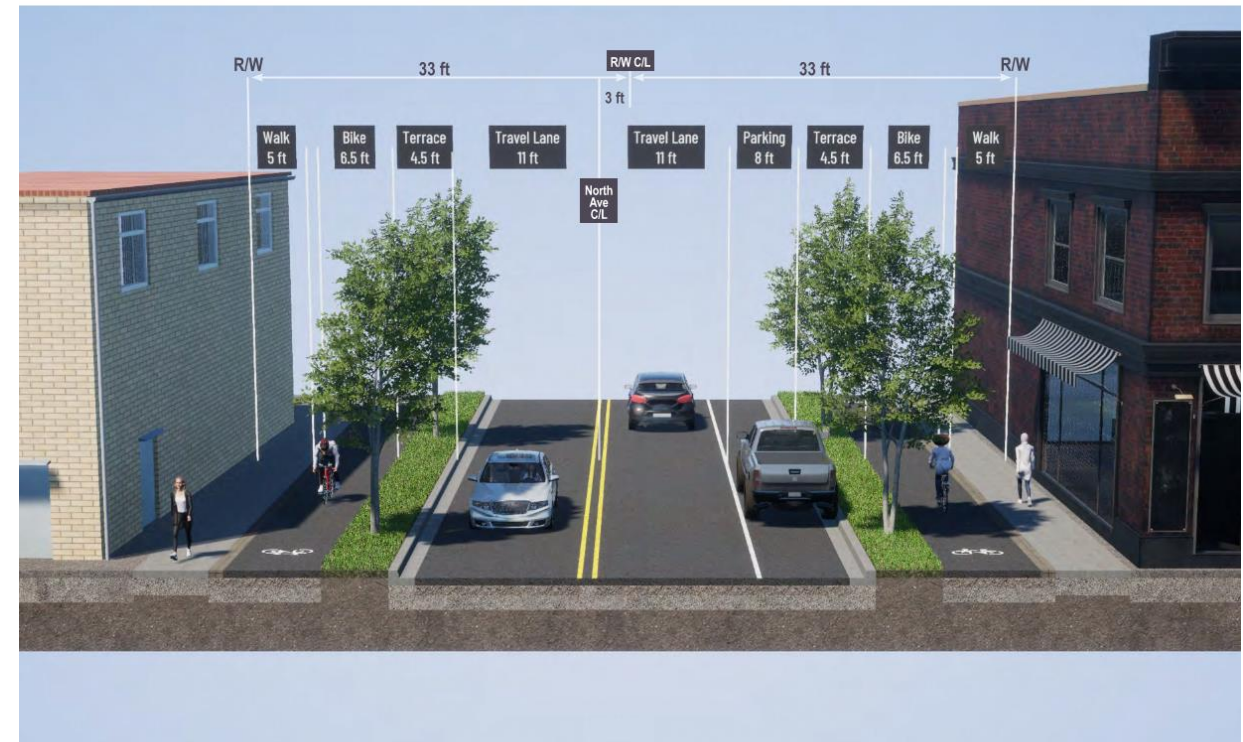 R/W
33 ft
R/W C/L
33 ft
R/W
3 ft
Walk
5 ft
Bike
6.5 ft
Terrace
4.5 ft
Travel Lane
11 ft
Travel Lane
11 ft
Parking
8 ft
Terrace
4.5 ft
Bike
6.5 ft
Walk
5 ft
North
Ave
C/L